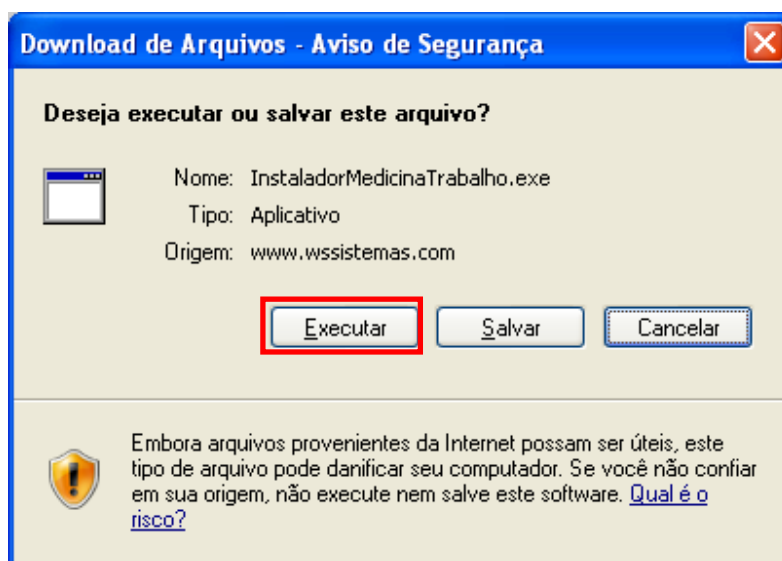 Download de Arquivos - Aviso de Segurança
Deseja executar ou salvar este arquivo?
Nome: InstaladorMedicinaTrabalho.exe
Tipo: Aplicativo
Origem: www.wssistemas.com
Executar Salvar Cancelar
Embora arquivos provenientes da Internet possam ser úteis, este
tipo de arquivo pode danificar seu computador. Se você não confiar
em sua origem, não execute nem salve este software. Qual é o
risco?